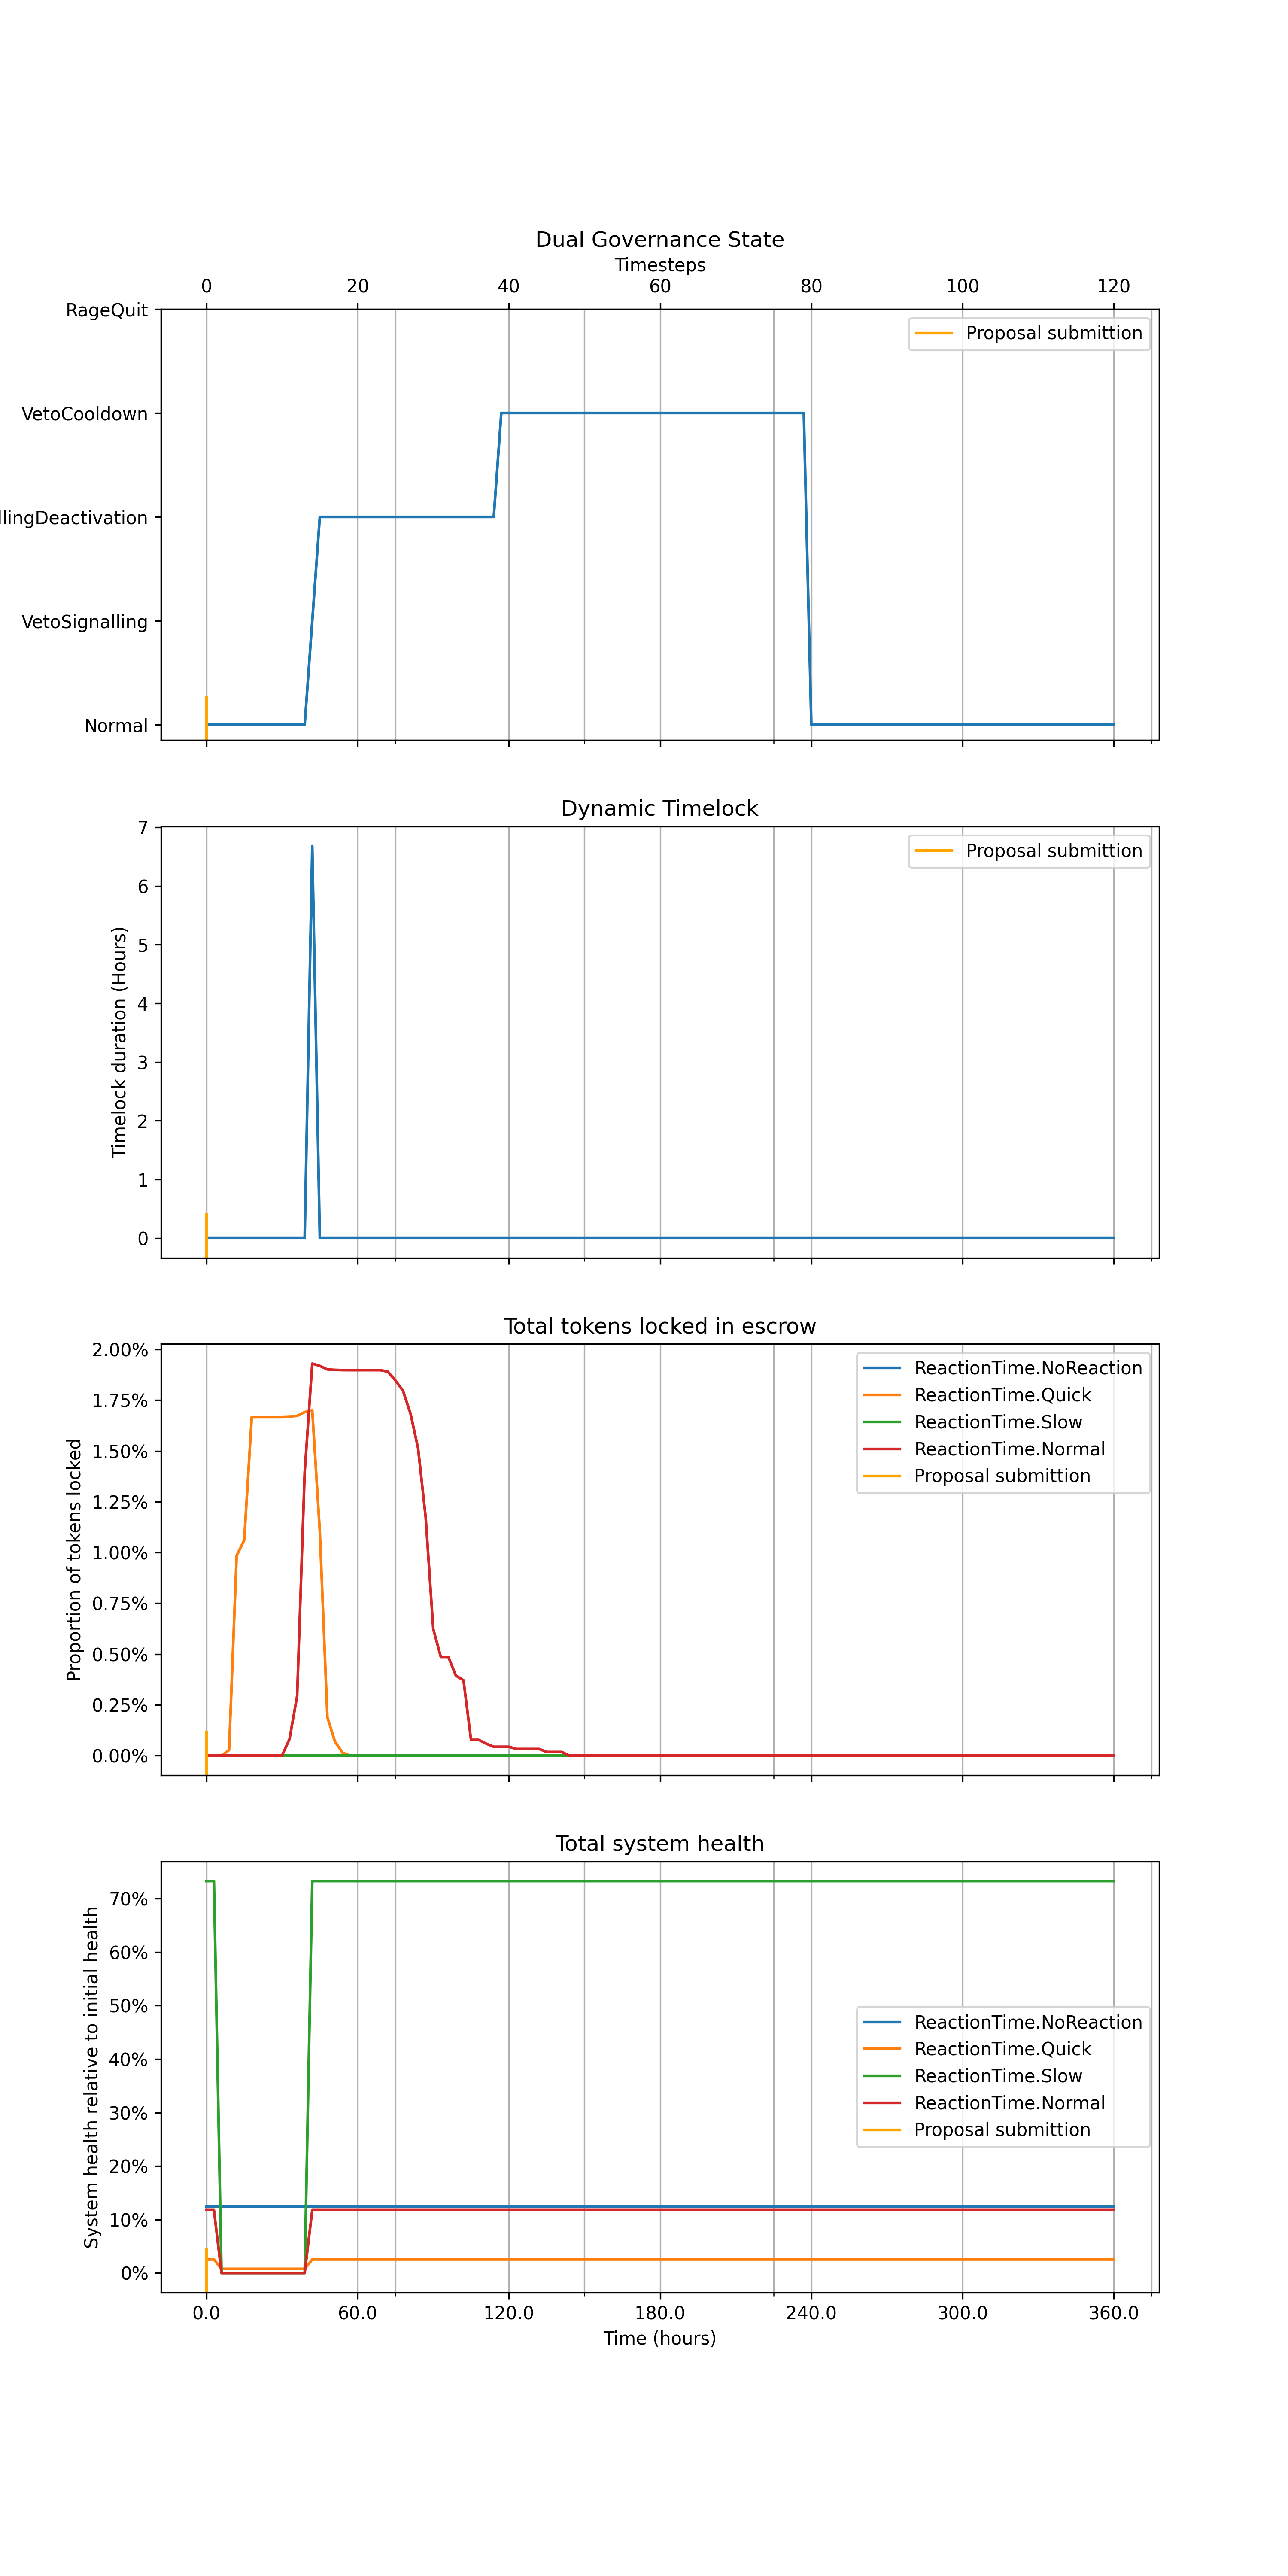 Dual Governance State
Timesteps
0 20 40 60 80 100 120
RageQuit
VetoCooldown
llingDeactivation
VetoSignalling
Normal
Proposal submittion
Dynamic Timelock
7
6
5
4
3
2
1
0
Timelock duration (Hours)
Proposal submittion
Total tokens locked in escrow
2.00%
1.75%
1.50%
1.25%
1.00%
0.75%
0.50%
0.25%
0.00%
Proportion of tokens locked
ReactionTime.NoReaction
ReactionTime.Quick
ReactionTime.Slow
ReactionTime.Normal
Proposal submittion
Total system health
70%
60%
50%
40%
30%
20%
10%
0%
System health relative to initial health
ReactionTime.NoReaction
ReactionTime.Quick
ReactionTime.Slow
ReactionTime.Normal
Proposal submittion
0.0 60.0 120.0 180.0 240.0 300.0 360.0
Time (hours)